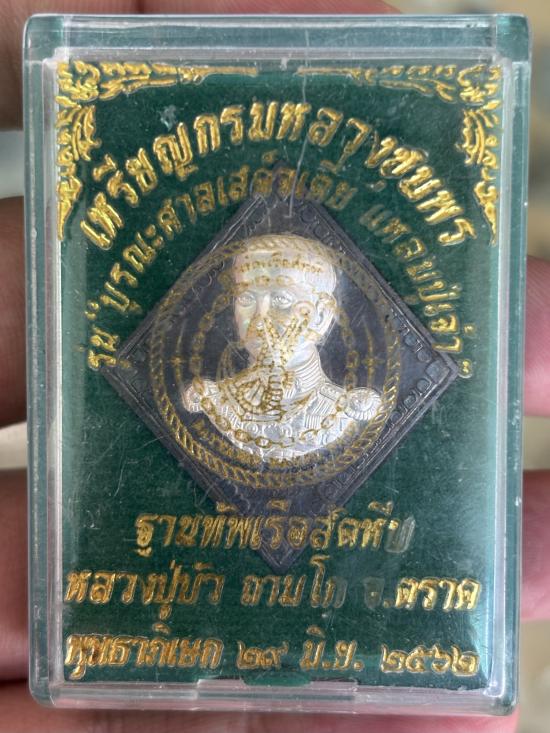 เหรียญกรมหลวงชุมพร
รุ่น "บูรณะศาลเสด็จเตี่ย แหลมปู่เจ้า"
ฐานทัพเรือสัตหีบ
หลวงปู่บัว ถามโก จ.ตราด
พุทธาภิเษก ๒๙ มิ.ย. ๒๕๖๒